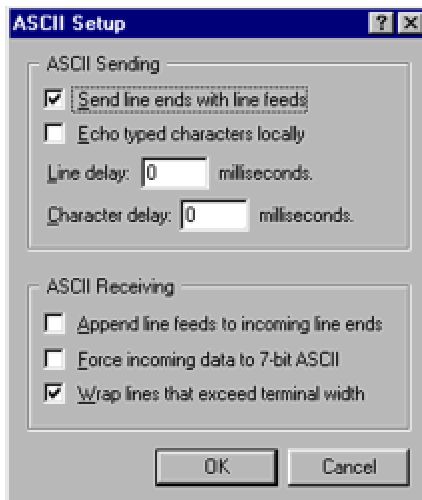 ASCII Setup
ASCII Sending
Send line ends with line feeds
Echo typed characters locally
Line delay: 0 milliseconds.
Character delay: 0 milliseconds.
ASCII Receiving
Append line feeds to incoming line ends
Force incoming data to 7-bit ASCII
Wrap lines that exceed terminal width
OK Cancel